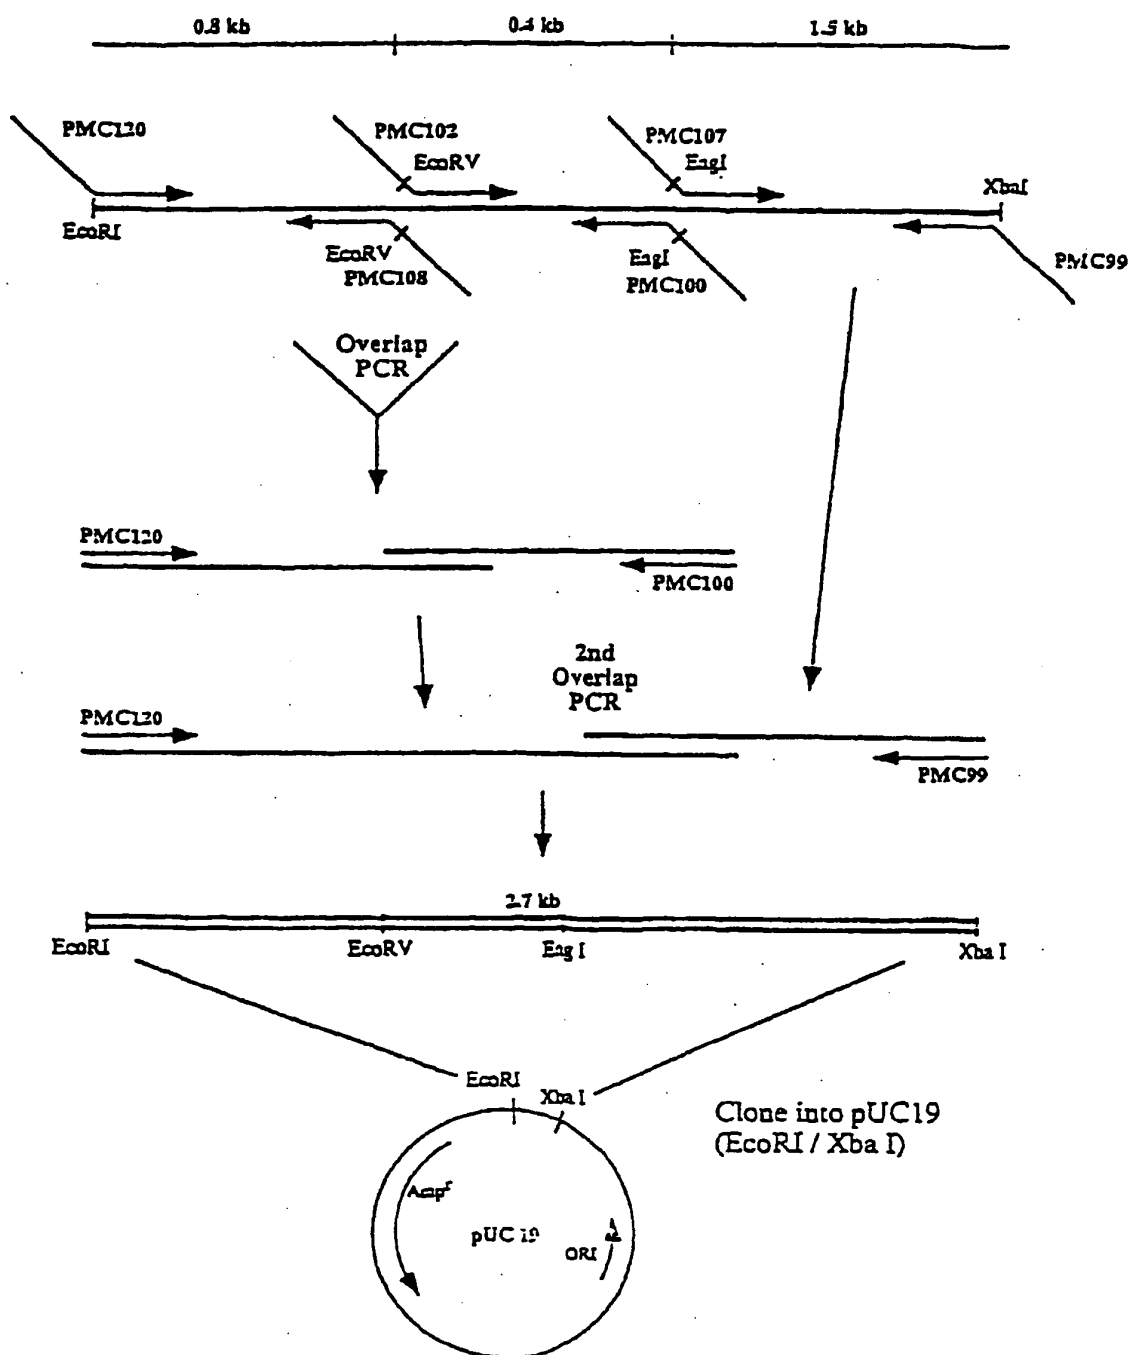 0.8 kb 0.4 kb 1.5 kb
PMC120 PMC102 PMC107
EcoRV EagI XbaI
EcoRI EcoRV EagI PMC99
PMC108 PMC100
Overlap
PCR
PMC120
PMC100
2nd
Overlap
PCR
PMC120
PMC99
2.7 kb
EcoRI EcoRV Eag I Xba I
EcoRI Xba I
Clone into pUC19
(EcoRI / Xba I)
Ampr
pUC 19
ORI